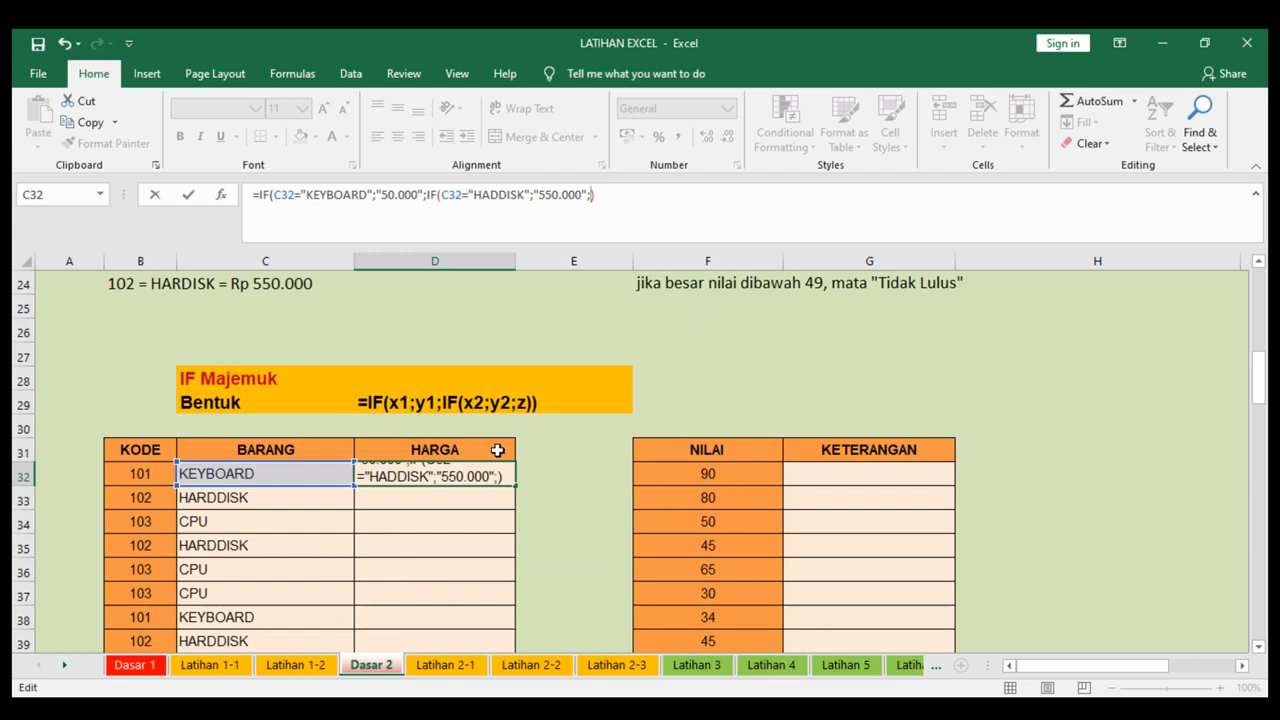 LATIHAN EXCEL - Excel
Sign in
File Home Insert Page Layout Formulas Data Review View Help Tell me what you want to do Share
Paste Cut Copy Format Painter
11
Wrap Text
Merge & Center
General
Conditional Formatting
Format as Table
Cell Styles
Insert Delete Format
AutoSum
Fill
Clear
Sort & Filter
Find & Select
Clipboard Font Alignment Number Styles Cells Editing
C32 fx =IF(C32="KEYBOARD";"50.000";IF(C32="HADDISK";"550.000";)
A B C D E F G H
24 102 = HARDISK = Rp 550.000 jika besar nilai dibawah 49, mata "Tidak Lulus"
25
26
27
28 IF Majemuk
29 Bentuk =IF(x1;y1;IF(x2;y2;z))
30
31 KODE BARANG HARGA NILAI KETERANGAN
32 101 KEYBOARD ="HADDISK";"550.000";) 90
33 102 HARDDISK 80
34 103 CPU 50
35 102 HARDDISK 45
36 103 CPU 65
37 103 CPU 30
38 101 KEYBOARD 34
39 102 HARDDISK 45
Dasar 1 Latihan 1-1 Latihan 1-2 Dasar 2 Latihan 2-1 Latihan 2-2 Latihan 2-3 Latihan 3 Latihan 4 Latihan 5 Latih ...
Edit 100%